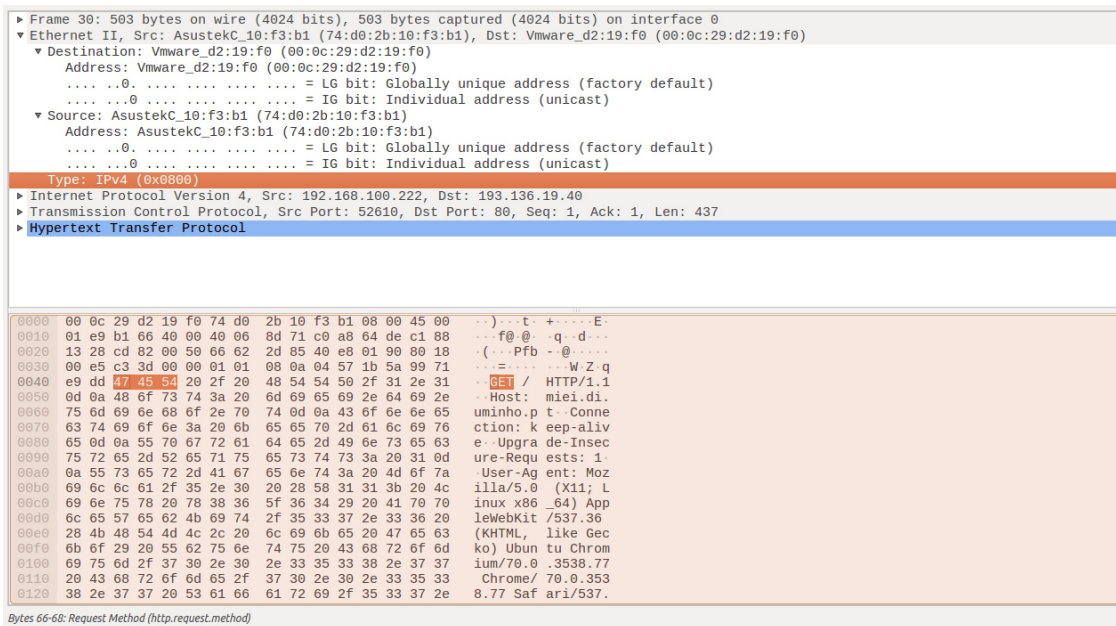 Frame 30: 503 bytes on wire (4024 bits), 503 bytes captured (4024 bits) on interface 0
Ethernet II, Src: AsustekC_10:f3:b1 (74:d0:2b:10:f3:b1), Dst: Vmware_d2:19:f0 (00:0c:29:d2:19:f0)
Destination: Vmware_d2:19:f0 (00:0c:29:d2:19:f0)
Address: Vmware_d2:19:f0 (00:0c:29:d2:19:f0)
.... ..0. .... .... .... .... = LG bit: Globally unique address (factory default)
.... ...0 .... .... .... .... = IG bit: Individual address (unicast)
Source: AsustekC_10:f3:b1 (74:d0:2b:10:f3:b1)
Address: AsustekC_10:f3:b1 (74:d0:2b:10:f3:b1)
.... ..0. .... .... .... .... = LG bit: Globally unique address (factory default)
.... ...0 .... .... .... .... = IG bit: Individual address (unicast)
Type: IPv4 (0x0800)
Internet Protocol Version 4, Src: 192.168.100.222, Dst: 193.136.19.40
Transmission Control Protocol, Src Port: 52610, Dst Port: 80, Seq: 1, Ack: 1, Len: 437
Hypertext Transfer Protocol
0000 00 0c 29 d2 19 f0 74 d0 2b 10 f3 b1 08 00 45 00 ··)···t· +·····E·
0010 01 e9 b1 66 40 00 40 06 8d 71 c0 a8 64 de c1 88 ···f@·@· ·q··d···
0020 13 28 cd 82 00 50 66 62 2d 85 40 e8 01 90 80 18 ·(···Pfb -·@·····
0030 00 e5 c3 3d 00 00 01 01 08 0a 04 57 1b 5a 99 71 ···=···· ···W·Z·q
0040 e9 dd 47 45 54 20 2f 20 48 54 54 50 2f 31 2e 31 ··GET / HTTP/1.1
0050 0d 0a 48 6f 73 74 3a 20 6d 69 65 69 2e 64 69 2e ··Host: miei.di.
0060 75 6d 69 6e 68 6f 2e 70 74 0d 0a 43 6f 6e 6e 65 uminho.p t··Conne
0070 63 74 69 6f 6e 3a 20 6b 65 65 70 2d 61 6c 69 76 ction: k eep-aliv
0080 65 0d 0a 55 70 67 72 61 64 65 2d 49 6e 73 65 63 e··Upgra de-Insec
0090 75 72 65 2d 52 65 71 75 65 73 74 73 3a 20 31 0d ure-Requ ests: 1·
00a0 0a 55 73 65 72 2d 41 67 65 6e 74 3a 20 4d 6f 7a ·User-Ag ent: Moz
00b0 69 6c 6c 61 2f 35 2e 30 20 28 58 31 31 3b 20 4c illa/5.0 (X11; L
00c0 69 6e 75 78 20 78 38 36 5f 36 34 29 20 41 70 70 inux x86 _64) App
00d0 6c 65 57 65 62 4b 69 74 2f 35 33 37 2e 33 36 20 leWebKit /537.36
00e0 28 4b 48 54 4d 4c 2c 20 6c 69 6b 65 20 47 65 63 (KHTML, like Gec
00f0 6b 6f 29 20 55 62 75 6e 74 75 20 43 68 72 6f 6d ko) Ubun tu Chrom
0100 69 75 6d 2f 37 30 2e 30 2e 33 35 33 38 2e 37 37 ium/70.0 .3538.77
0110 20 43 68 72 6f 6d 65 2f 37 30 2e 30 2e 33 35 33 Chrome/ 70.0.353
0120 38 2e 37 37 20 53 61 66 61 72 69 2f 35 33 37 2e 8.77 Saf ari/537.
Bytes 66-68: Request Method (http.request.method)